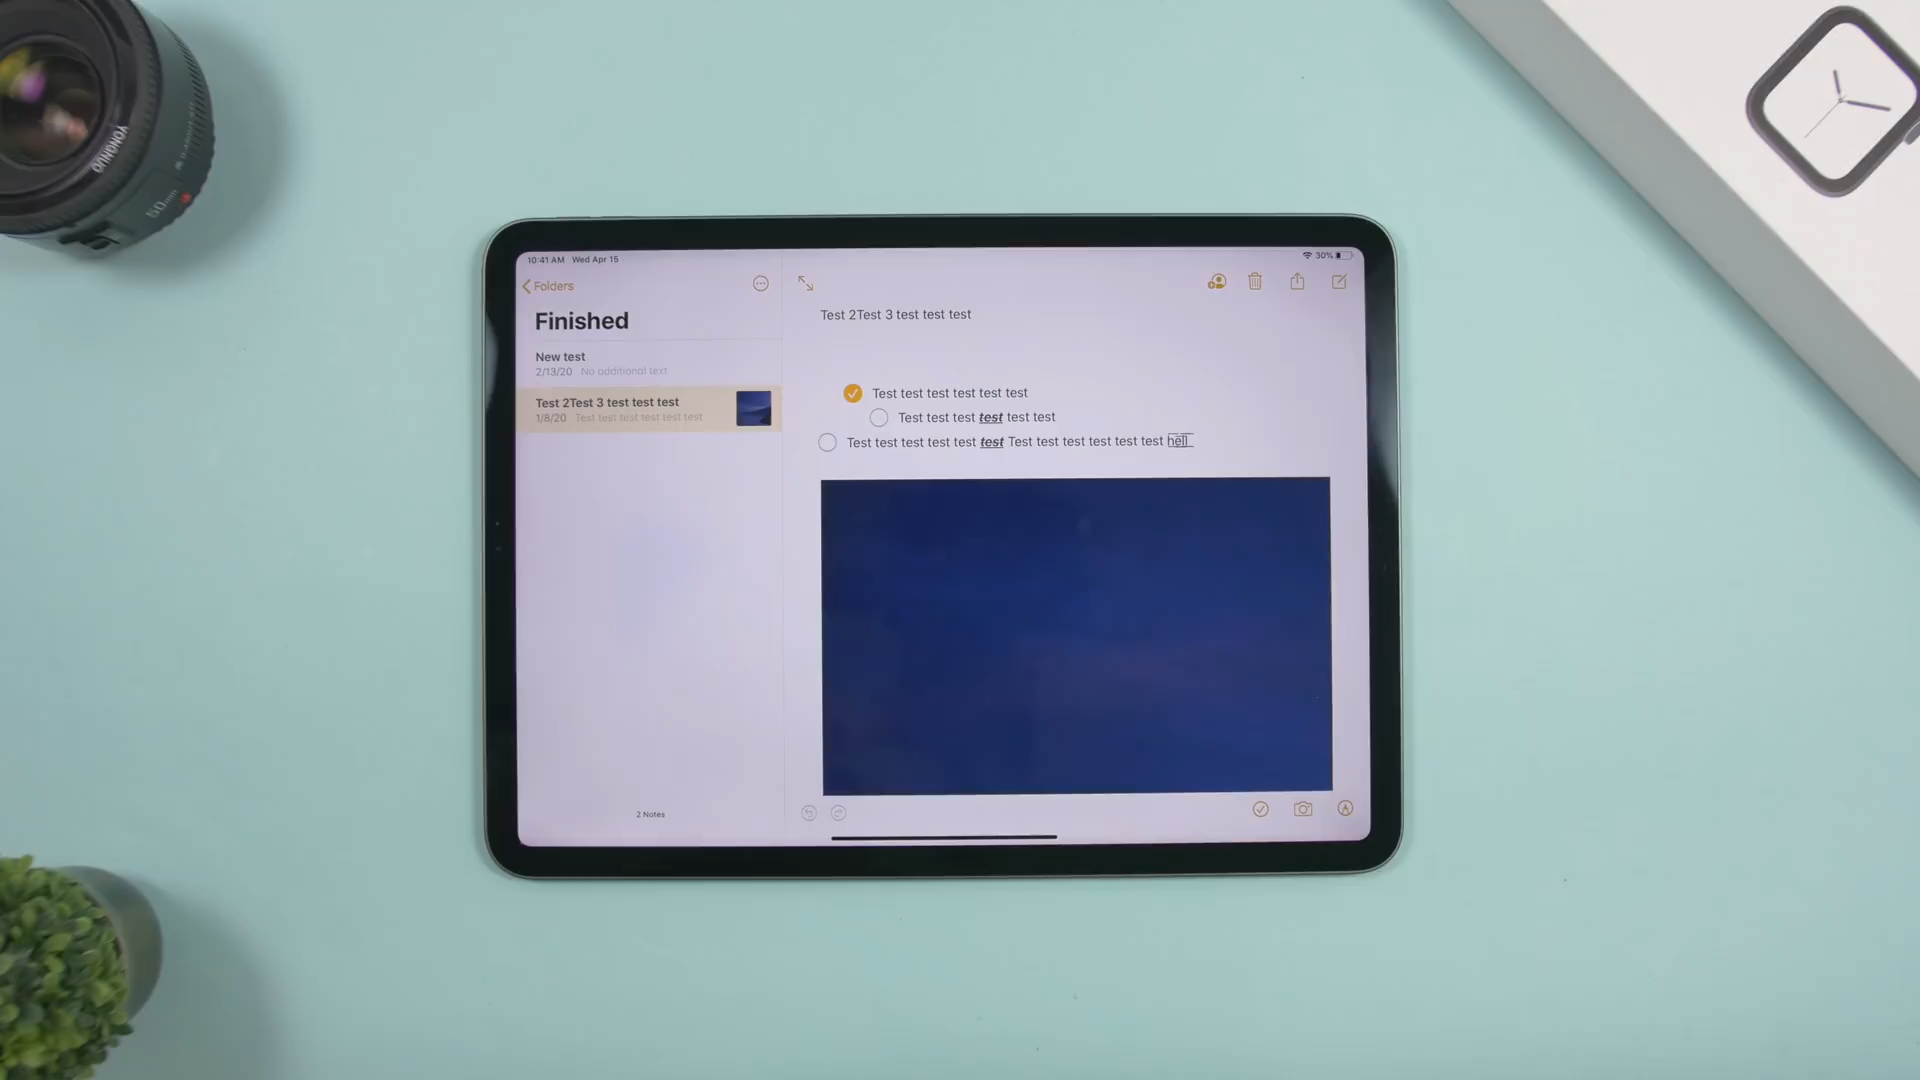 YONGNUO
50mm
10:41 AM Wed Apr 15
30%
Folders
Finished
New test
2/13/20 No additional text
Test 2Test 3 test test test
1/8/20 Test test test test test test
2 Notes
Test 2Test 3 test test test
Test test test test test test
Test test test test test test
Test test test test test test Test test test test test test hell